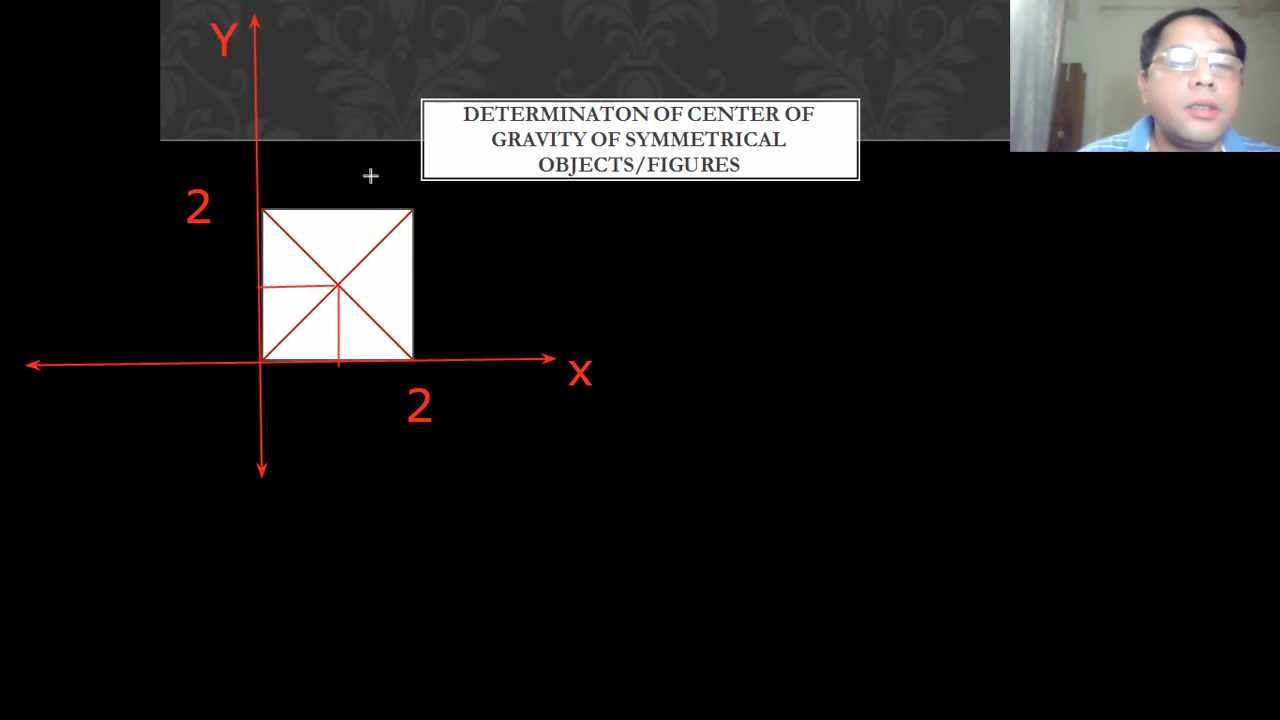 Y
DETERMINATON OF CENTER OF
GRAVITY OF SYMMETRICAL
OBJECTS/FIGURES
2
x
2